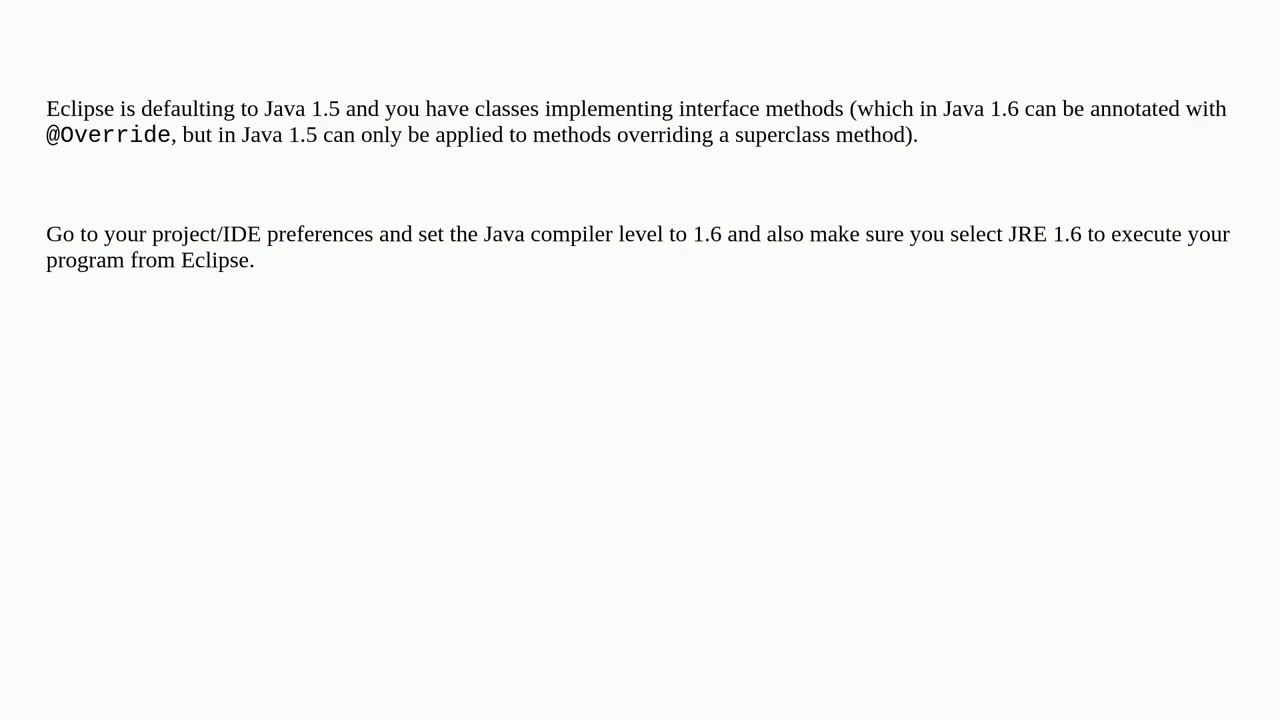 Eclipse is defaulting to Java 1.5 and you have classes implementing interface methods (which in Java 1.6 can be annotated with
@Override, but in Java 1.5 can only be applied to methods overriding a superclass method).
Go to your project/IDE preferences and set the Java compiler level to 1.6 and also make sure you select JRE 1.6 to execute your
program from Eclipse.